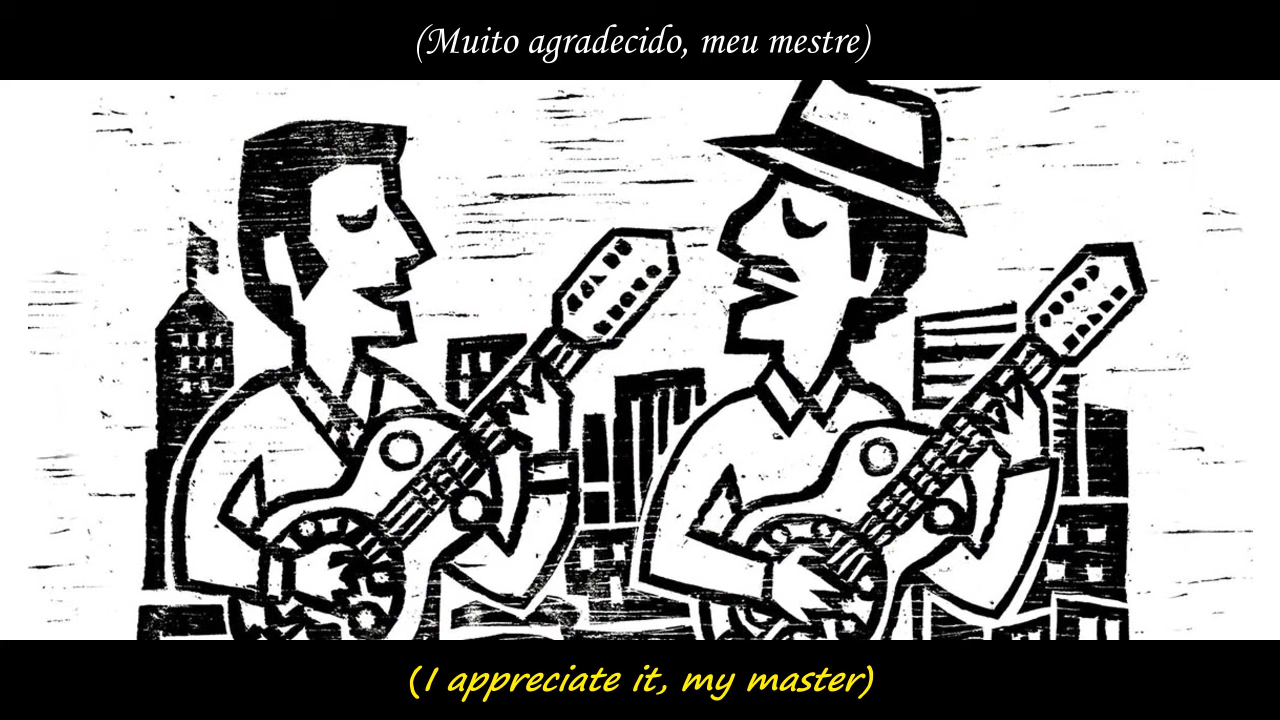 (Muito agradecido, meu mestre)
(I appreciate it, my master)